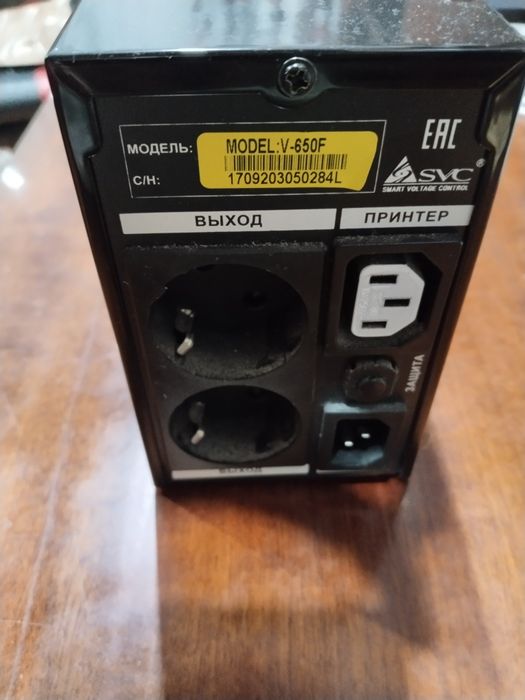 МОДЕЛЬ:
MODEL:V-650F
С/Н:
1709203050284L
EAC
SVC®
SMART VOLTAGE CONTROL
ВЫХОД
ПРИНТЕР
ЗАЩИТА
ВЫХОД